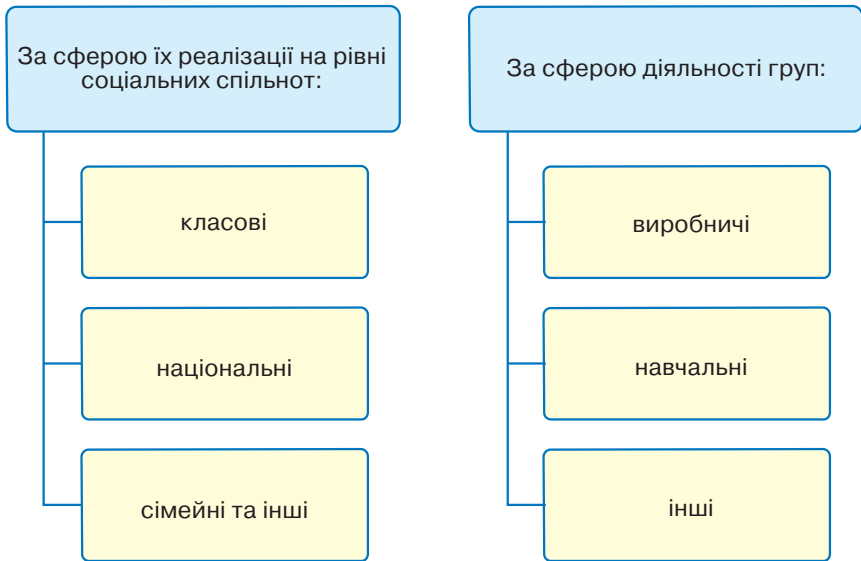 За сферою їх реалізації на рівні
соціальних спільнот:
класові
національні
сімейні та інші
За сферою діяльності груп:
виробничі
навчальні
інші